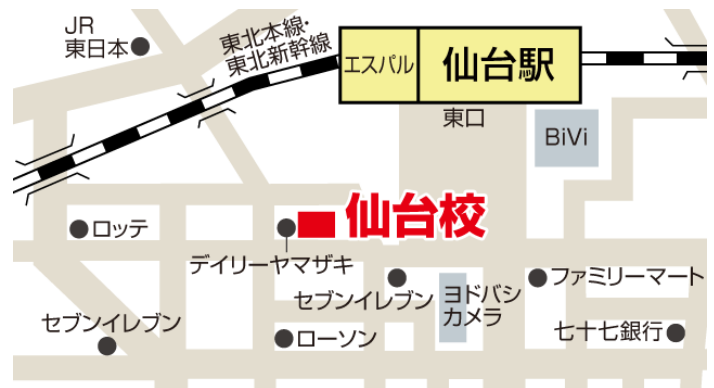 JR
東日本
東北本線・
東北新幹線
エスパル
仙台駅
東口
BiVi
仙台校
ロッテ
デイリーヤマザキ
セブンイレブン
ヨドバシ
カメラ
ファミリーマート
セブンイレブン
ローソン
七十七銀行